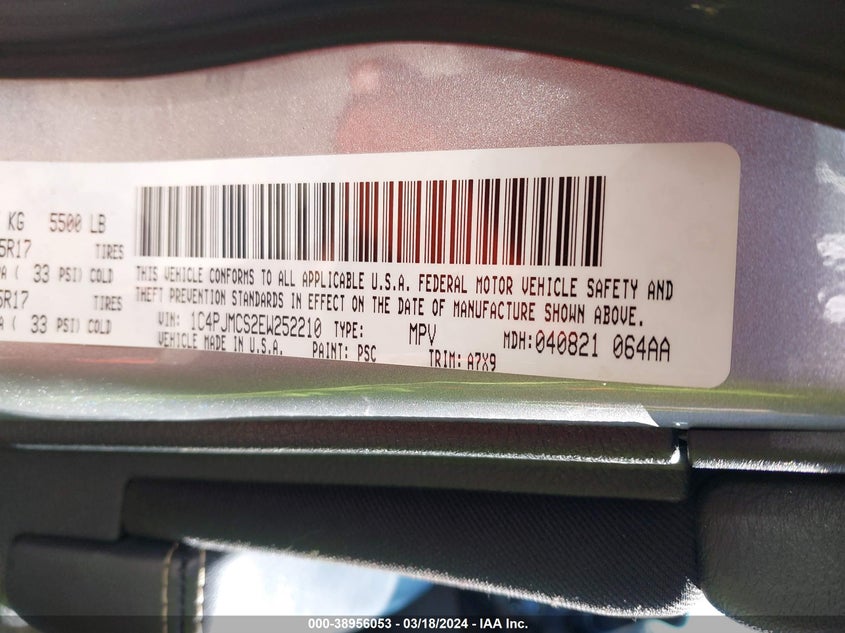 KG 5500 LB
5R17 TIRES
( 33 PSI) COLD
5R17 TIRES
( 33 PSI) COLD
THIS VEHICLE CONFORMS TO ALL APPLICABLE U.S.A. FEDERAL MOTOR VEHICLE SAFETY AND
THEFT PREVENTION STANDARDS IN EFFECT ON THE DATE OF MANUFACTURE SHOWN ABOVE.
VIN: 1C4PJMCS2EW252210 TYPE: MPV MDH: 040821 064AA
VEHICLE MADE IN U.S.A. PAINT: PSC TRIM: A7X9
000-38956053 — 03/18/2024 — IAA, Inc.